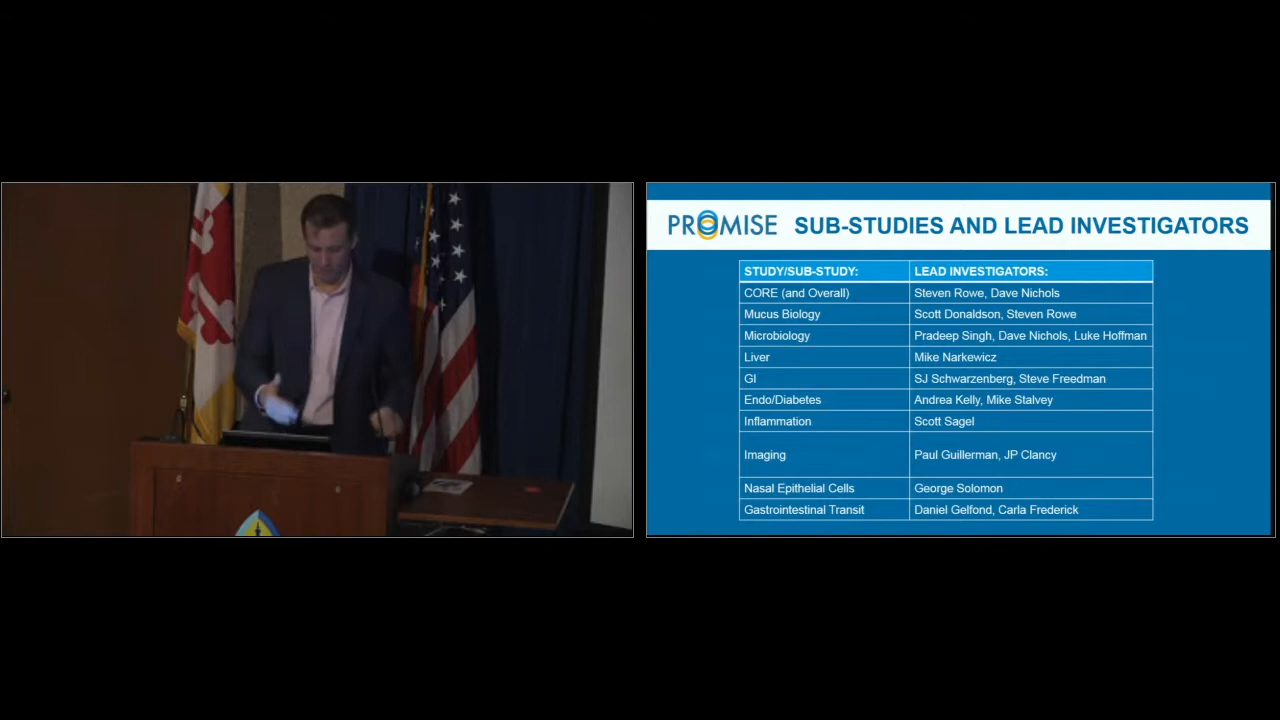 PROMISE SUB-STUDIES AND LEAD INVESTIGATORS
STUDY/SUB-STUDY: LEAD INVESTIGATORS:
CORE (and Overall) Steven Rowe, Dave Nichols
Mucus Biology Scott Donaldson, Steven Rowe
Microbiology Pradeep Singh, Dave Nichols, Luke Hoffman
Liver Mike Narkewicz
GI SJ Schwarzenberg, Steve Freedman
Endo/Diabetes Andrea Kelly, Mike Stalvey
Inflammation Scott Sagel
Imaging Paul Guillerman, JP Clancy
Nasal Epithelial Cells George Solomon
Gastrointestinal Transit Daniel Gelfond, Carla Frederick